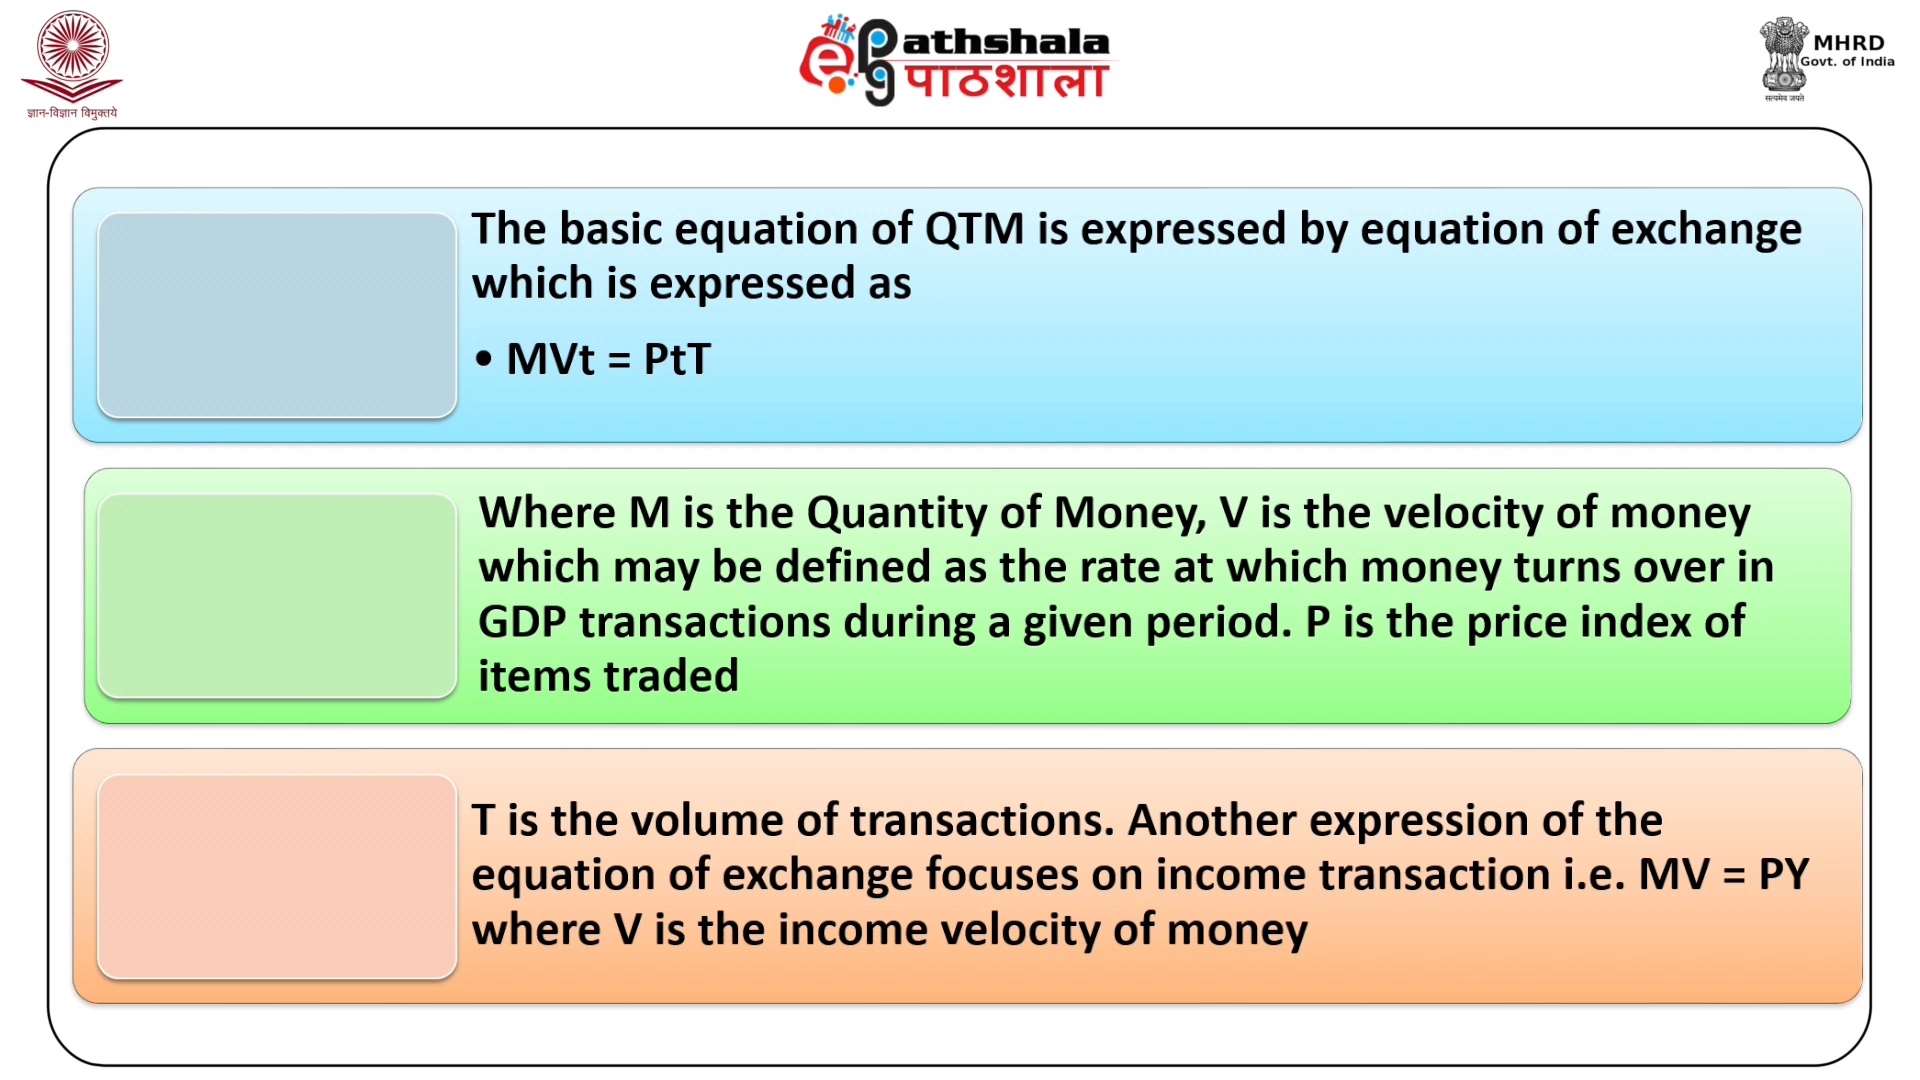 ज्ञान-विज्ञान विमुक्तये
e pg athshala
पाठशाला
MHRD
Govt. of India
सत्यमेव जयते
The basic equation of QTM is expressed by equation of exchange
which is expressed as
• MVt = PtT
Where M is the Quantity of Money, V is the velocity of money
which may be defined as the rate at which money turns over in
GDP transactions during a given period. P is the price index of
items traded
T is the volume of transactions. Another expression of the
equation of exchange focuses on income transaction i.e. MV = PY
where V is the income velocity of money